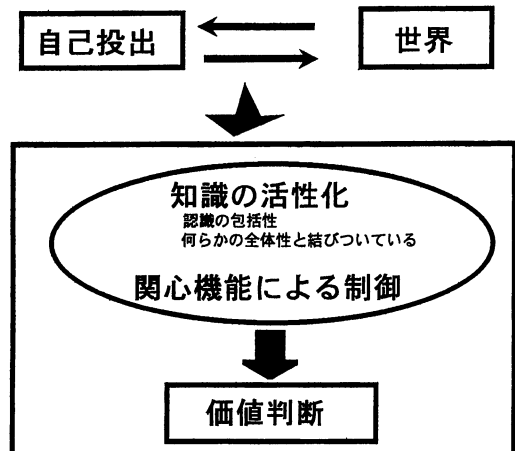 自己投出
世界
知識の活性化
認識の包括性
何らかの全体性と結びついている
関心機能による制御
価値判断